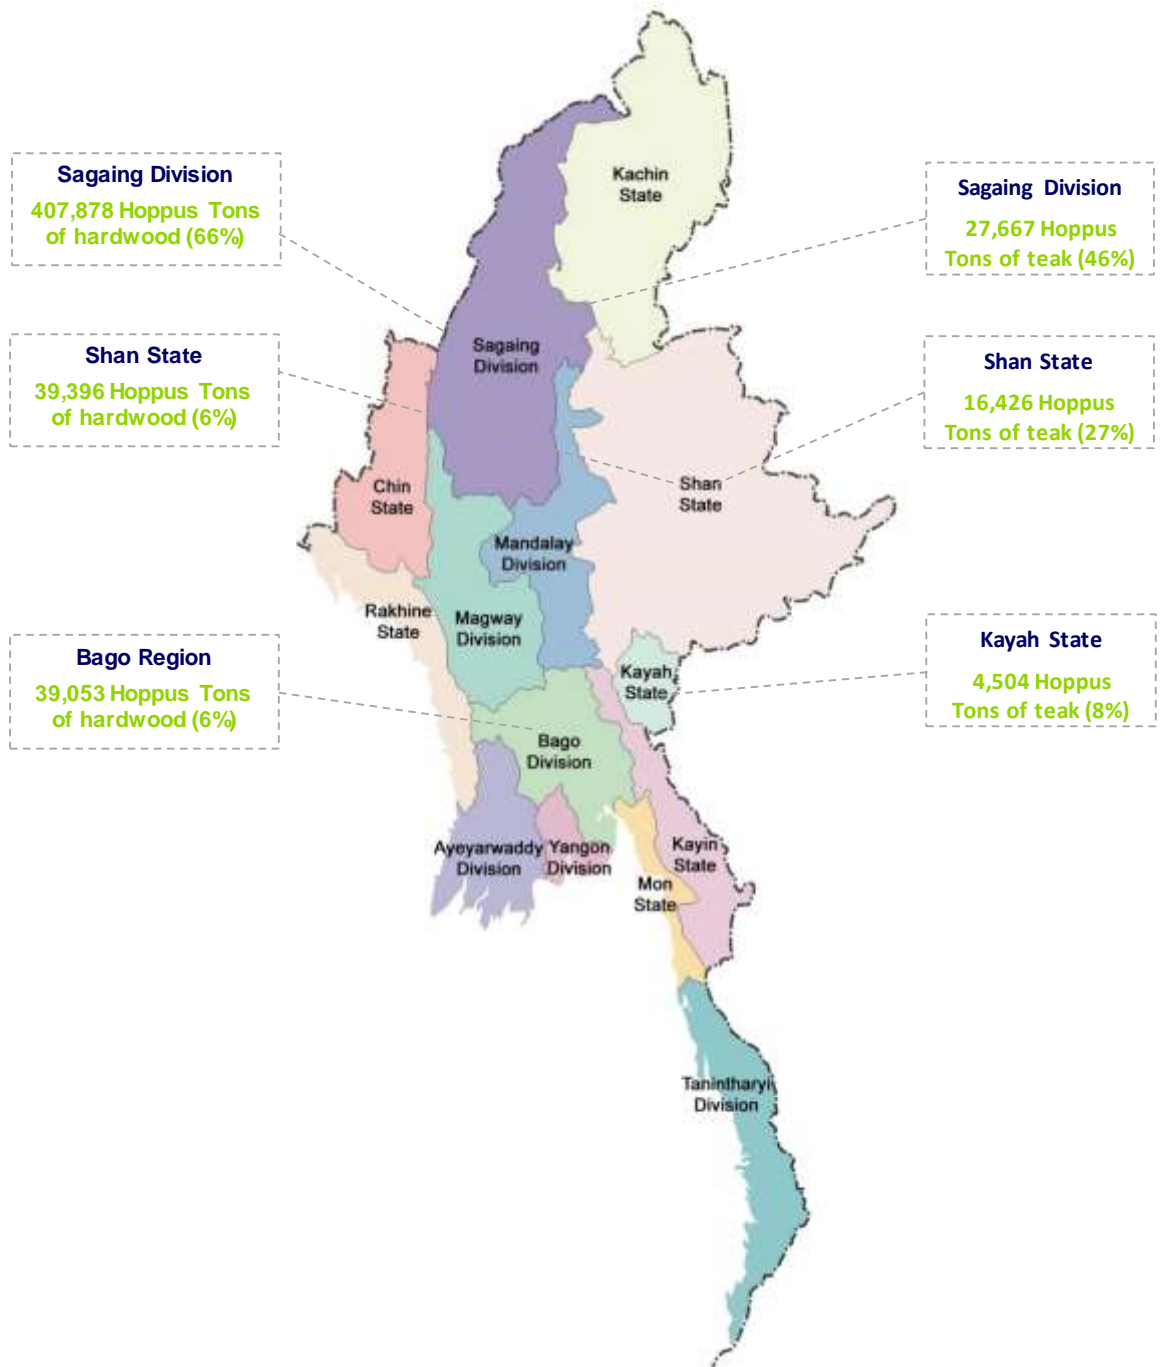 Sagaing Division
407,878 Hoppus Tons
of hardwood (66%)
Shan State
39,396 Hoppus Tons
of hardwood (6%)
Bago Region
39,053 Hoppus Tons
of hardwood (6%)
Kachin
State
Sagaing
Division
Shan
State
Chin
State
Mandalay
Division
Rakhine
State
Magway
Division
Kayah
State
Bago
Division
Ayeyarwaddy
Division
Yangon
Division
Kayin
State
Mon
State
Tanintharyi
Division
Sagaing Division
27,667 Hoppus
Tons of teak (46%)
Shan State
16,426 Hoppus
Tons of teak (27%)
Kayah State
4,504 Hoppus
Tons of teak (8%)